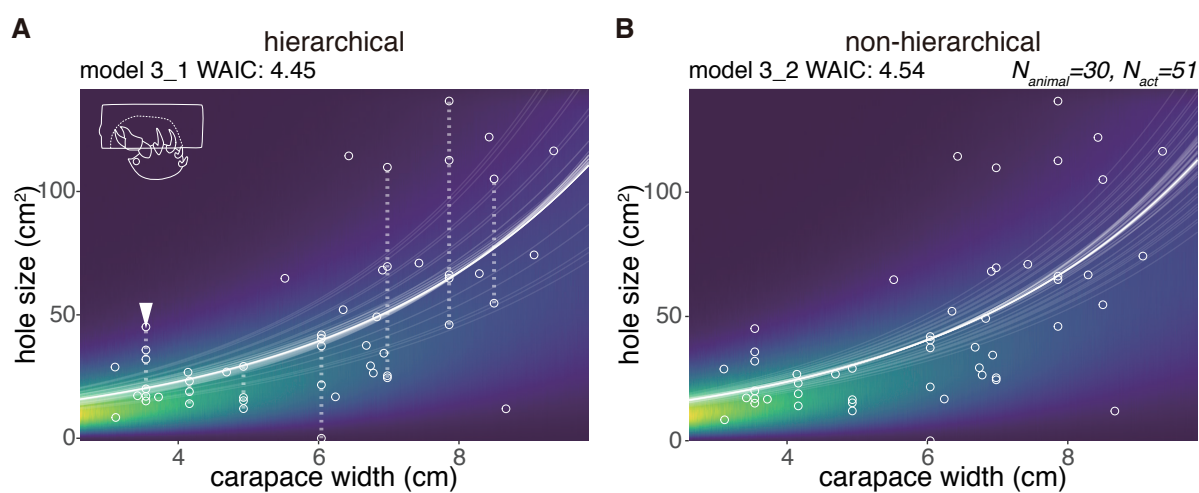 A
hierarchical
model 3_1 WAIC: 4.45
hole size (cm²)
100
50
0
4
6
8
carapace width (cm)
B
non-hierarchical
model 3_2 WAIC: 4.54
N_animal=30, N_act=51
hole size (cm²)
100
50
0
4
6
8
carapace width (cm)